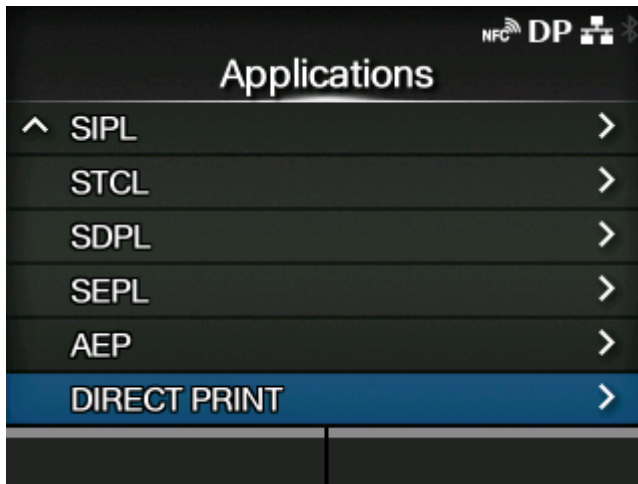 NFC DP
Applications
SIPL
STCL
SDPL
SEPL
AEP
DIRECT PRINT